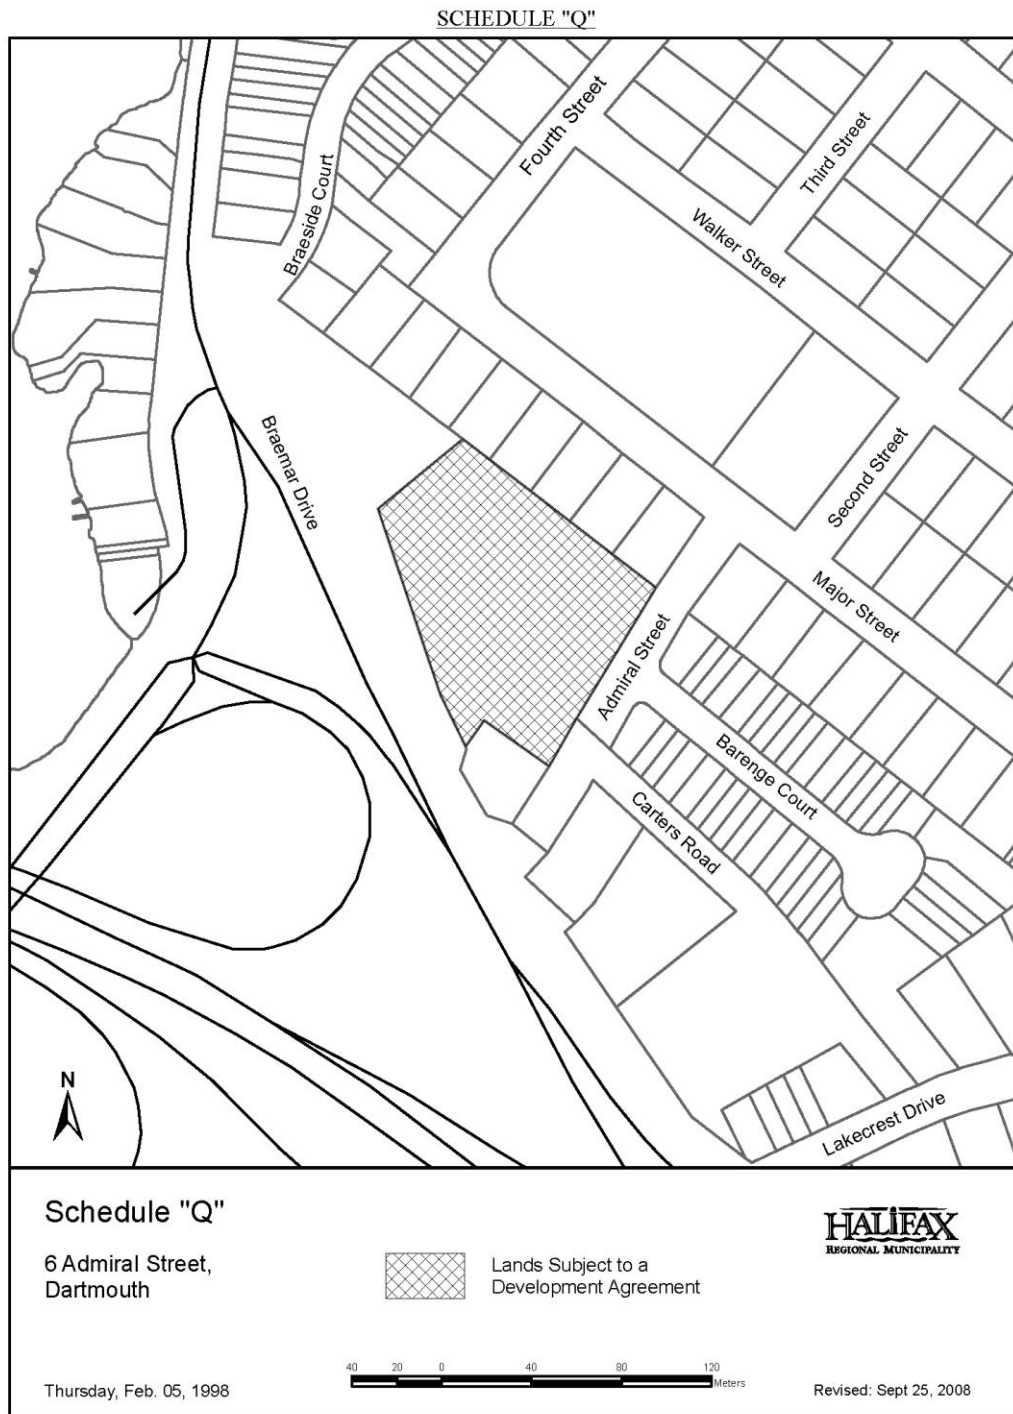 SCHEDULE "Q"
Fourth Street
Third Street
Braeside Court
Walker Street
Braemar Drive
Second Street
Major Street
Admiral Street
Barenge Court
Carters Road
Lakecrest Drive
N
Schedule "Q"
HALIFAX
REGIONAL MUNICIPALITY
6 Admiral Street,
Dartmouth
Lands Subject to a
Development Agreement
40 20 0 40 80 120
Meters
Thursday, Feb. 05, 1998
Revised: Sept 25, 2008